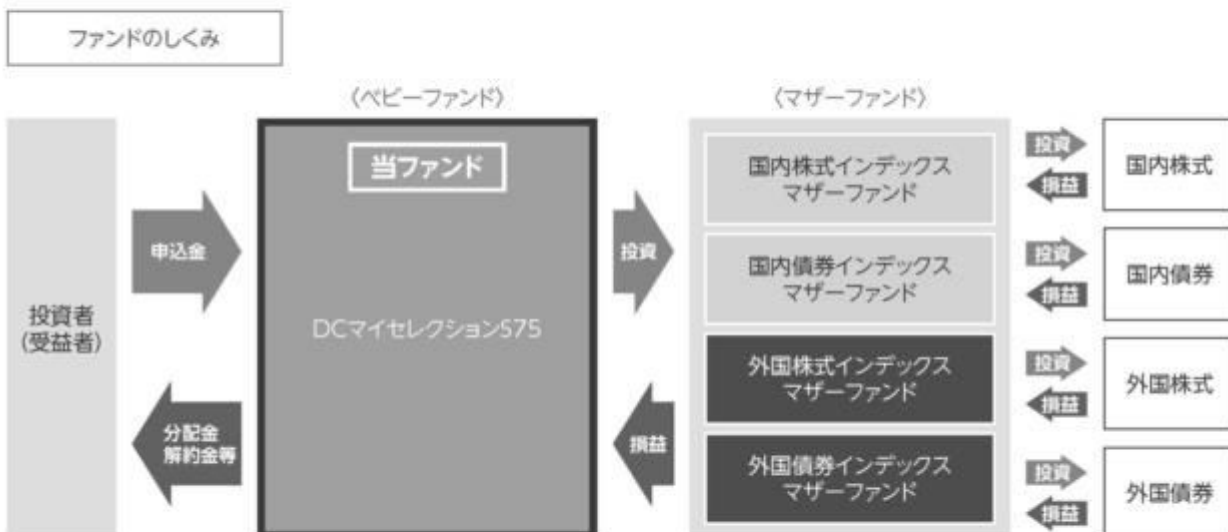 ファンドのしくみ
〈ベビーファンド〉
〈マザーファンド〉
投資者
(受益者)
申込金
分配金
解約金等
当ファンド
DCマイセレクションS75
投資
損益
国内株式インデックス
マザーファンド
国内債券インデックス
マザーファンド
外国株式インデックス
マザーファンド
外国債券インデックス
マザーファンド
投資
損益
国内株式
投資
損益
国内債券
投資
損益
外国株式
投資
損益
外国債券